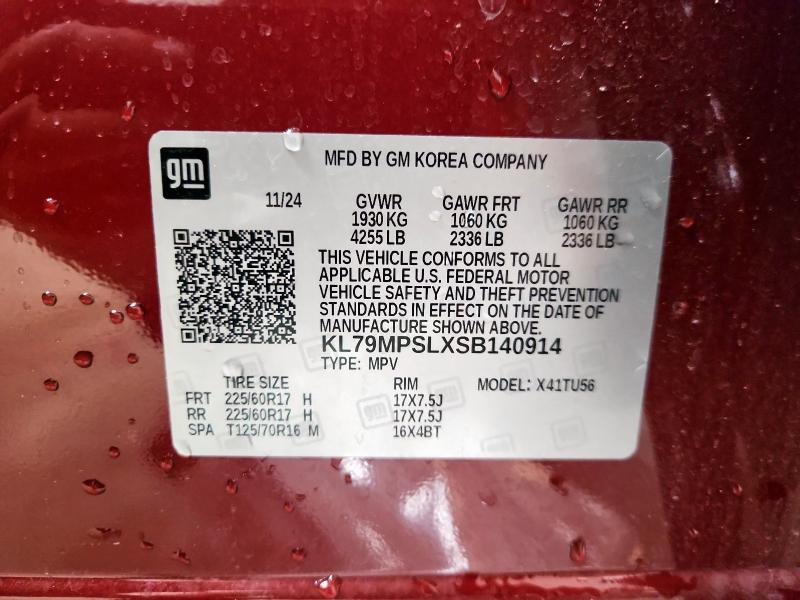 gm
MFD BY GM KOREA COMPANY
11/24 GVWR GAWR FRT GAWR RR
1930 KG 1060 KG 1060 KG
4255 LB 2336 LB 2336 LB
THIS VEHICLE CONFORMS TO ALL
APPLICABLE U.S. FEDERAL MOTOR
VEHICLE SAFETY AND THEFT PREVENTION
STANDARDS IN EFFECT ON THE DATE OF
MANUFACTURE SHOWN ABOVE.
KL79MPSLXSB140914
TYPE: MPV
TIRE SIZE RIM MODEL: X41TU56
FRT 225/60R17 H 17X7.5J
RR 225/60R17 H 17X7.5J
SPA T125/70R16 M 16X4BT